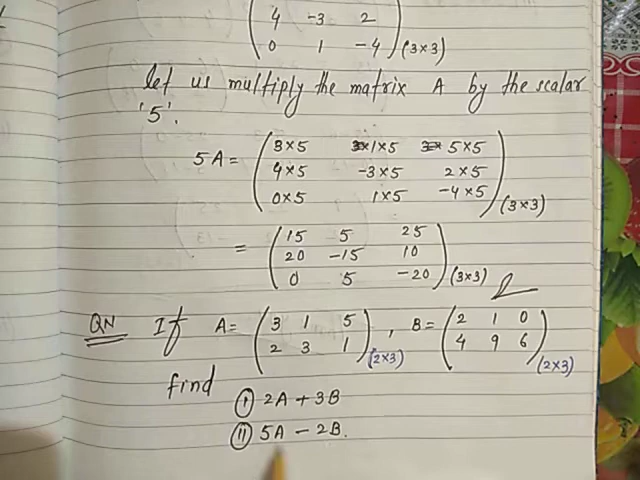 4 -3 2
0 1 -4 (3×3)
let us multiply the matrix A by the scalar
'5'.
5A = (3×5 1×5 5×5
4×5 -3×5 2×5
0×5 1×5 -4×5) (3×3)
= (15 5 25
20 -15 10
0 5 -20) (3×3)
QN If A = (3 1 5
2 3 1) (2×3), B = (2 1 0
4 9 6) (2×3)
find
(i) 2A + 3B
(ii) 5A - 2B.